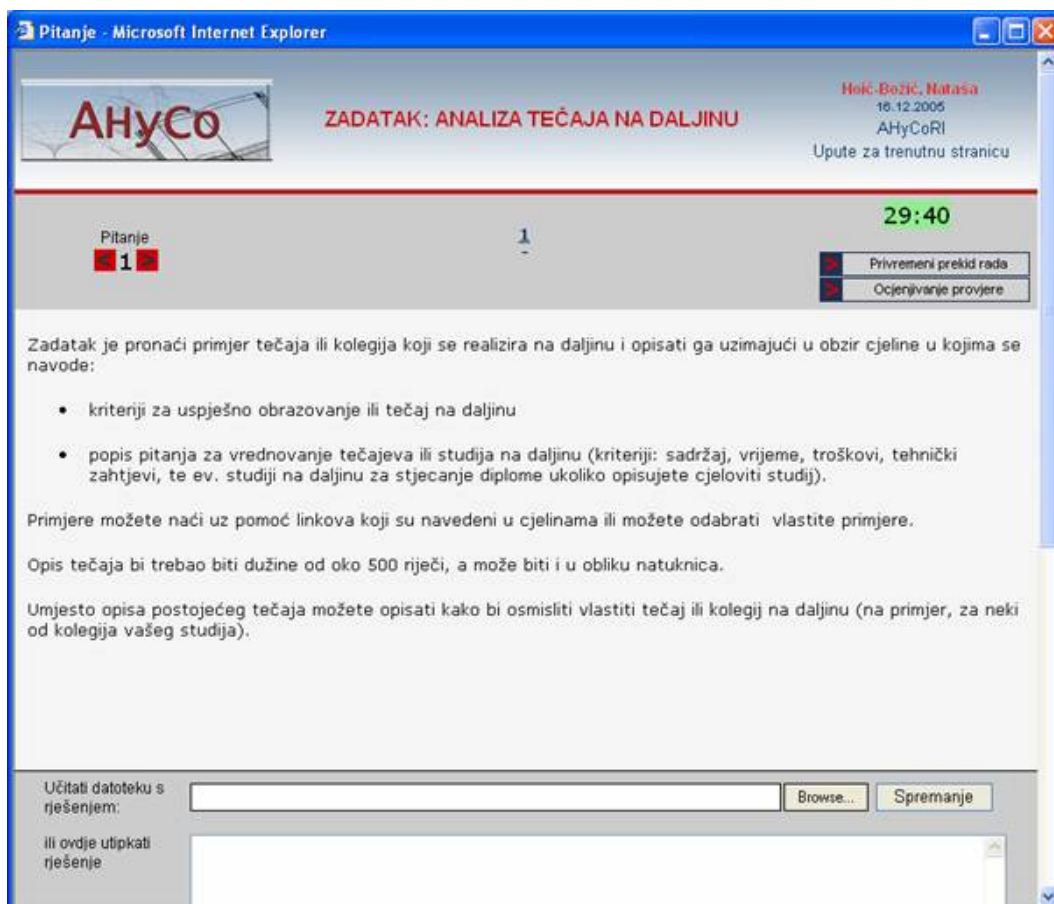 Pitanje - Microsoft Internet Explorer
AHyCo
ZADATAK: ANALIZA TEČAJA NA DALJINU
Hoić-Božić, Nataša
16.12.2005
AHyCoRI
Upute za trenutnu stranicu
29:40
Pitanje
< 1 >
1
-
> Privremeni prekid rada
> Ocjenjivanje provjere
Zadatak je pronaći primjer tečaja ili kolegija koji se realizira na daljinu i opisati ga uzimajući u obzir cjeline u kojima se
navode:
• kriteriji za uspješno obrazovanje ili tečaj na daljinu
• popis pitanja za vrednovanje tečajeva ili studija na daljinu (kriteriji: sadržaj, vrijeme, troškovi, tehnički
zahtjevi, te ev. studiji na daljinu za stjecanje diplome ukoliko opisujete cjeloviti studij).
Primjere možete naći uz pomoć linkova koji su navedeni u cjelinama ili možete odabrati vlastite primjere.
Opis tečaja bi trebao biti dužine od oko 500 riječi, a može biti i u obliku natuknica.
Umjesto opisa postojećeg tečaja možete opisati kako bi osmislili vlastiti tečaj ili kolegij na daljinu (na primjer, za neki
od kolegija vašeg studija).
Učitati datoteku s
rješenjem:
Browse...
Spremanje
ili ovdje utipkati
rješenje